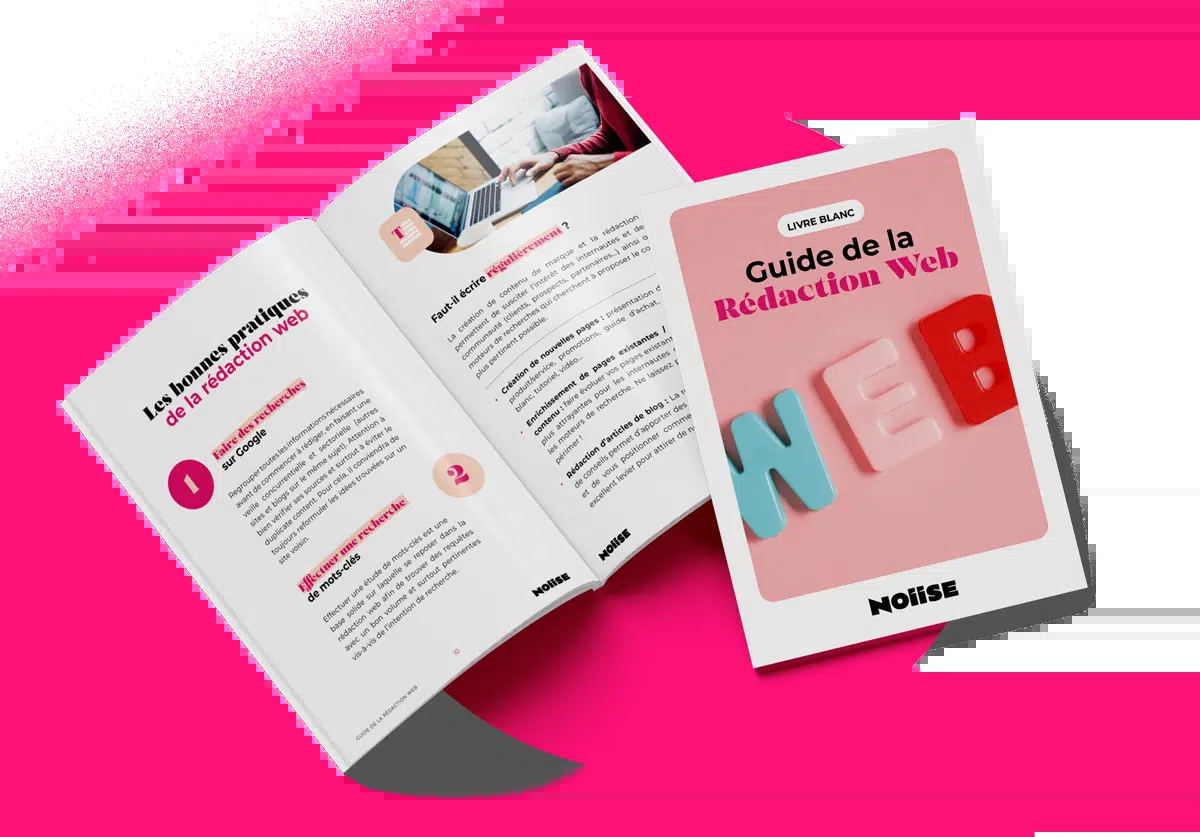 Les bonnes pratiques
de la rédaction web
1
Faire des recherches
sur Google
Regrouper toutes les informations nécessaires
avant de commencer à rédiger, en faisant une
veille concurrentielle et sectorielle (autres
sites et blogs sur le même sujet). Attention à
bien vérifier ses sources et surtout à éviter le
duplicate content. Pour cela, il conviendra de
toujours reformuler les idées trouvées sur un
site voisin.
2
Effectuer une recherche
de mots-clés
Effectuer une étude de mots-clés est une
base solide sur laquelle se reposer dans la
rédaction web afin de trouver des requêtes
avec un bon volume et surtout pertinentes
vis-à-vis de l'intention de recherche.
10
GUIDE DE LA RÉDACTION WEB
NOIISE
T
Faut-il écrire régulièrement ?
La création de contenu de marque et la rédaction
permettent de susciter l'intérêt des internautes et de
communauté (clients, prospects, partenaires...) ainsi
moteurs de recherches qui cherchent à proposer le
plus pertinent possible.
• Création de nouvelles pages : présentation
produit/service, promotions, guide d'achat,
blanc, tutoriel, vidéo...
• Enrichissement de pages existantes /
contenu : faire évoluer vos pages
plus attrayantes pour les internautes
les moteurs de recherche. Ne laissez
périmer !
• Rédaction d'articles de blog : La
de conseils permet d'apporter des
et de vous positionner comme
excellent levier pour attirer de
NOIISE
LIVRE BLANC
Guide de la
Rédaction Web
WEB
NOIISE